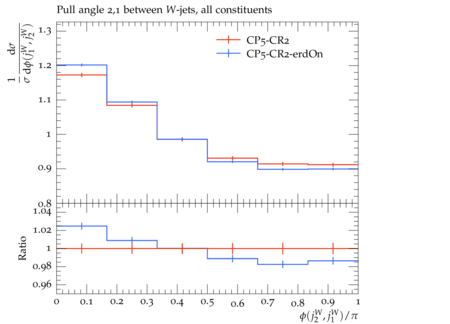 Pull angle 2,1 between W-jets, all constituents
1/σ dσ/dϕ(j₂ᵂ, j₁ᵂ)
CP5-CR2
CP5-CR2-erdOn
1.3
1.2
1.1
1.0
0.9
0.8
Ratio
1.04
1.02
1
0.98
0.96
0 0.1 0.2 0.3 0.4 0.5 0.6 0.7 0.8 0.9 1
ϕ(j₂ᵂ, j₁ᵂ)/π